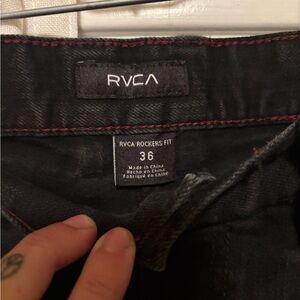 RVCA
RVCA ROCKERS FIT
36
Made in China
Hecho en China
Fabriqué en Chine